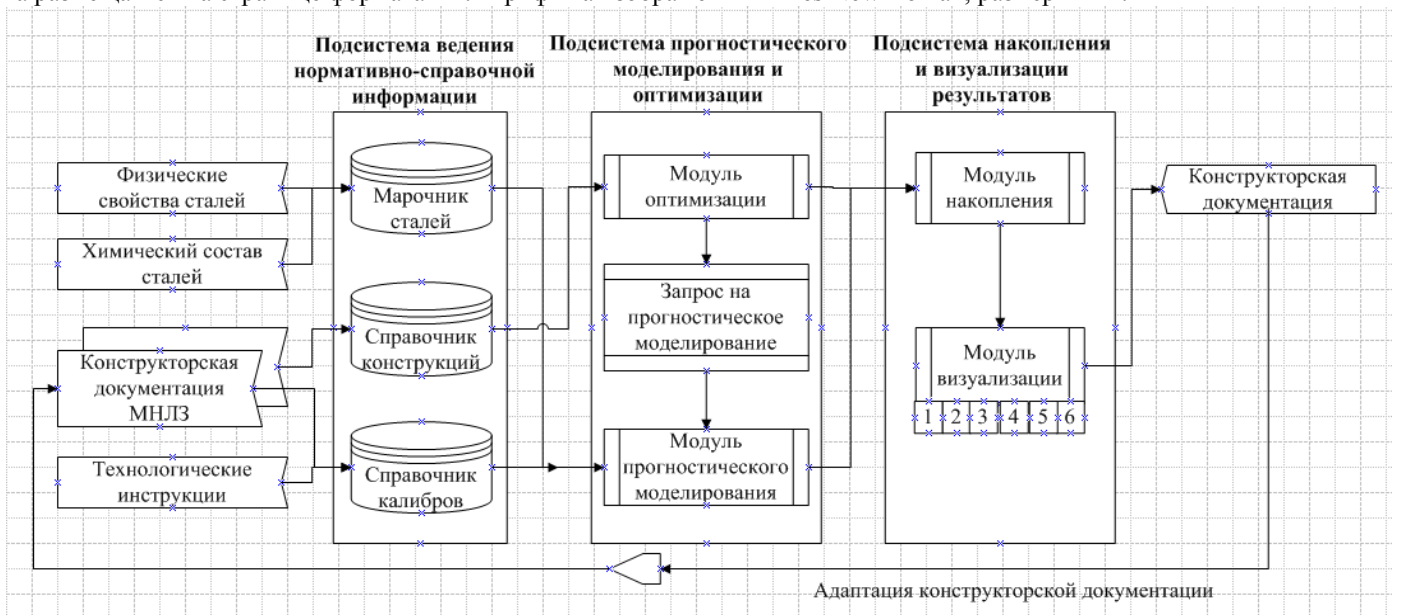 Подсистема ведения
нормативно-справочной
информации
Подсистема прогностического
моделирования и
оптимизации
Подсистема накопления
и визуализации
результатов
Физические
свойства сталей
Химический состав
сталей
Конструкторская
документация
МНЛЗ
Технологические
инструкции
Марочник
сталей
Справочник
конструкций
Справочник
калибров
Модуль
оптимизации
Запрос на
прогностическое
моделирование
Модуль
прогностического
моделирования
Модуль
накопления
Модуль
визуализации
1 2 3 4 5 6
Конструкторская
документация
Адаптация конструкторской документации